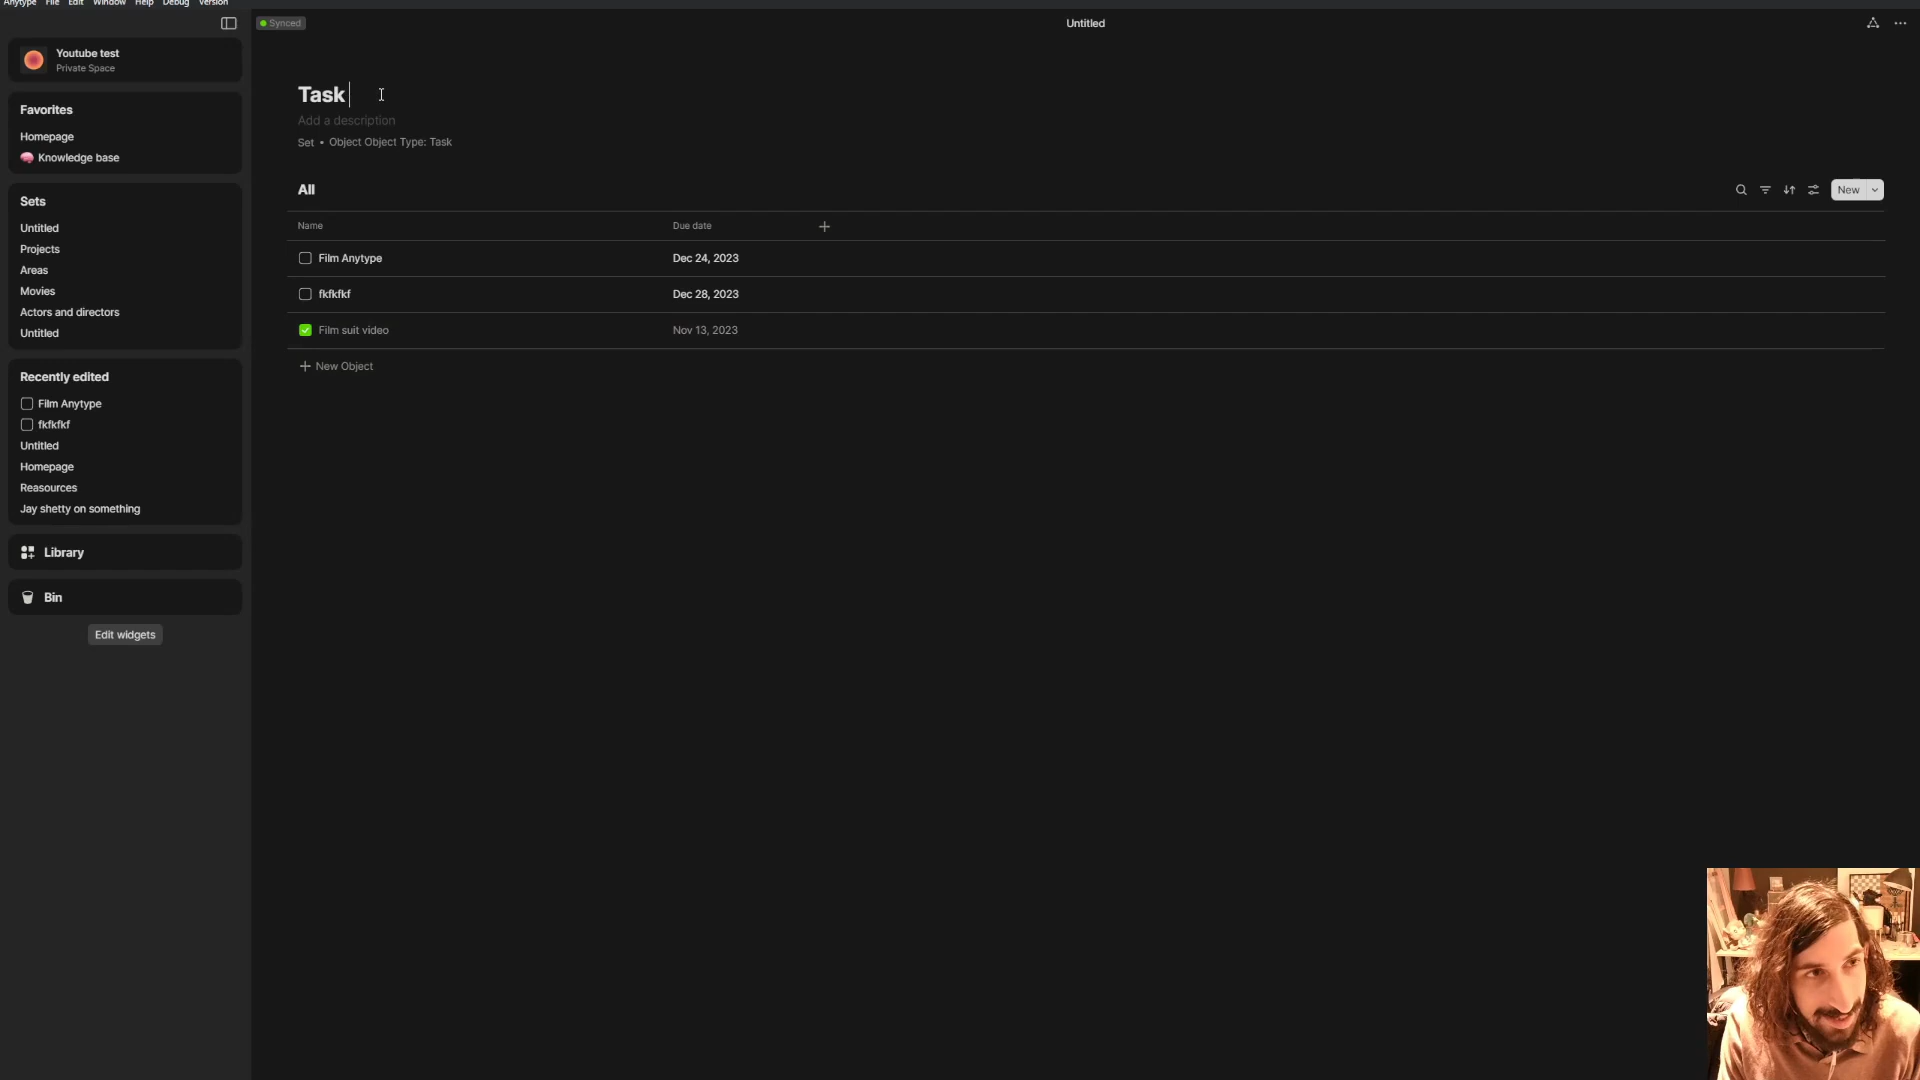 Anytype File Edit Window Help Debug Version
Synced
Untitled
Youtube test
Private Space
Favorites
Homepage
🧠 Knowledge base
Sets
Untitled
Projects
Areas
Movies
Actors and directors
Untitled
Recently edited
Film Anytype
fkfkfkf
Untitled
Homepage
Reasources
Jay shetty on something
Library
Bin
Edit widgets
Task
Add a description
Set • Object Object Type: Task
All
New
Name Due date
Film Anytype Dec 24, 2023
fkfkfkf Dec 28, 2023
Film suit video Nov 13, 2023
New Object